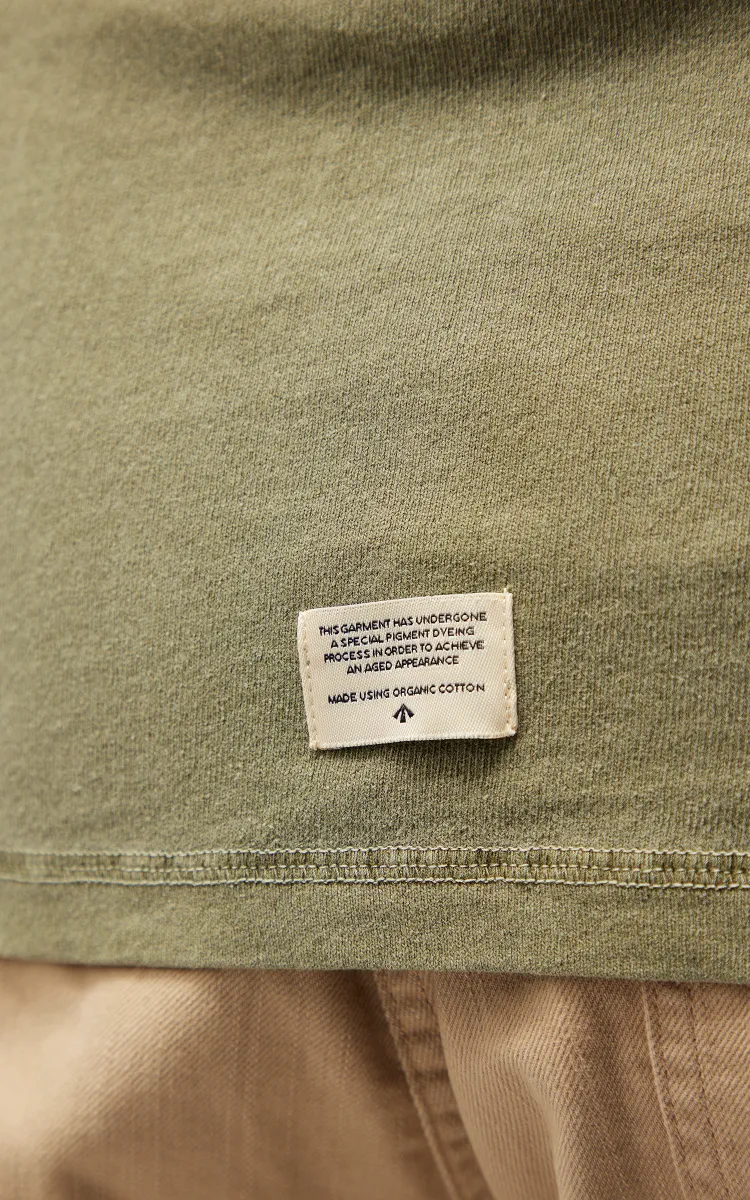 THIS GARMENT HAS UNDERGONE
A SPECIAL PIGMENT DYEING
PROCESS IN ORDER TO ACHIEVE
AN AGED APPEARANCE
MADE USING ORGANIC COTTON